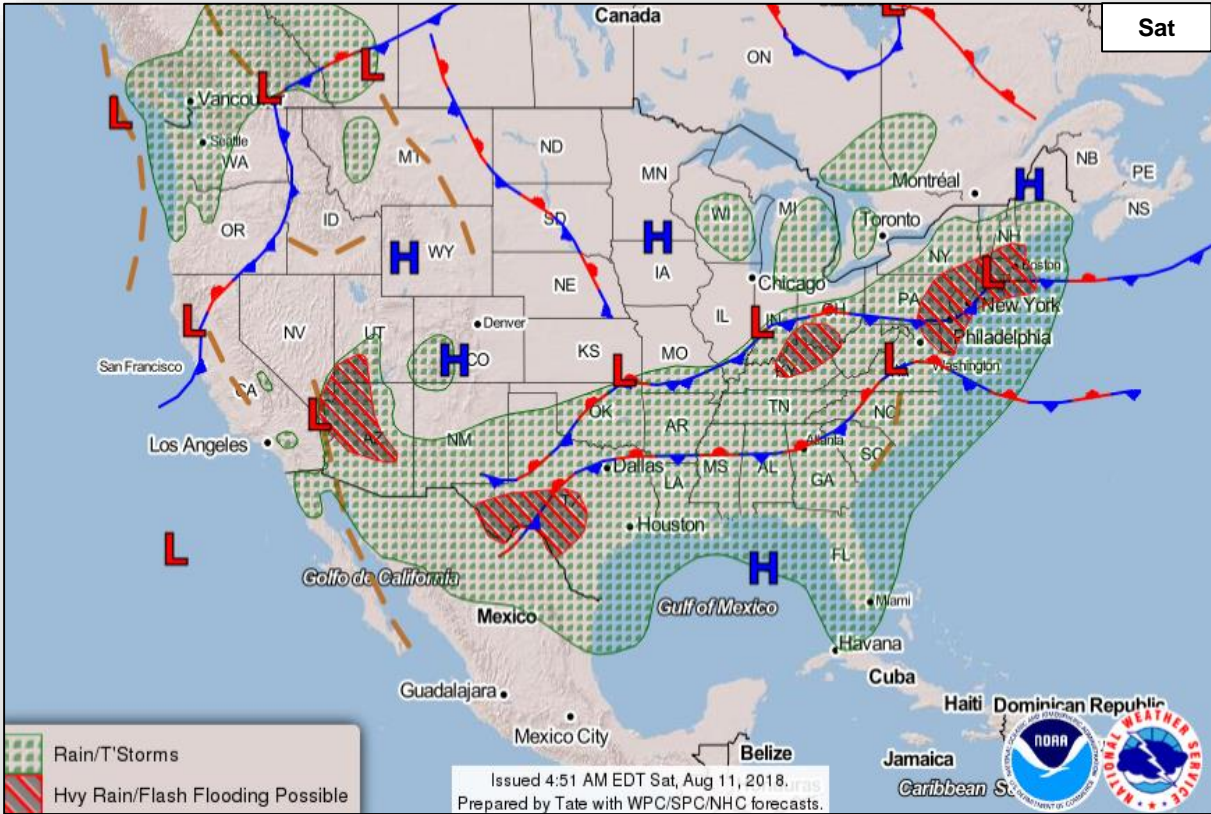 Canada
Sat
ON
Vancouver
Seattle
WA
MT
ND
MN
NB
PE
NS
Montréal
OR
ID
SD
WI
MI
Toronto
NH
WY
NY
Boston
IA
Chicago
NE
PA
New York
NV
UT
Denver
CO
IL
IN
OH
Philadelphia
San Francisco
KS
MO
Washington
CA
TN
NC
OK
AR
Los Angeles
AZ
NM
Atlanta
SC
Dallas
MS
AL
GA
LA
TX
Houston
FL
Golfo de California
Gulf of Mexico
Miami
Mexico
Havana
Cuba
Guadalajara
Haiti
Dominican Republic
Mexico City
Belize
Jamaica
Caribbean
H
H
H
H
H
L
L
L
L
L
L
L
L
L
L
L
Rain/T'Storms
Hvy Rain/Flash Flooding Possible
Issued 4:51 AM EDT Sat, Aug 11, 2018.
Prepared by Tate with WPC/SPC/NHC forecasts.
NOAA
NATIONAL WEATHER SERVICE